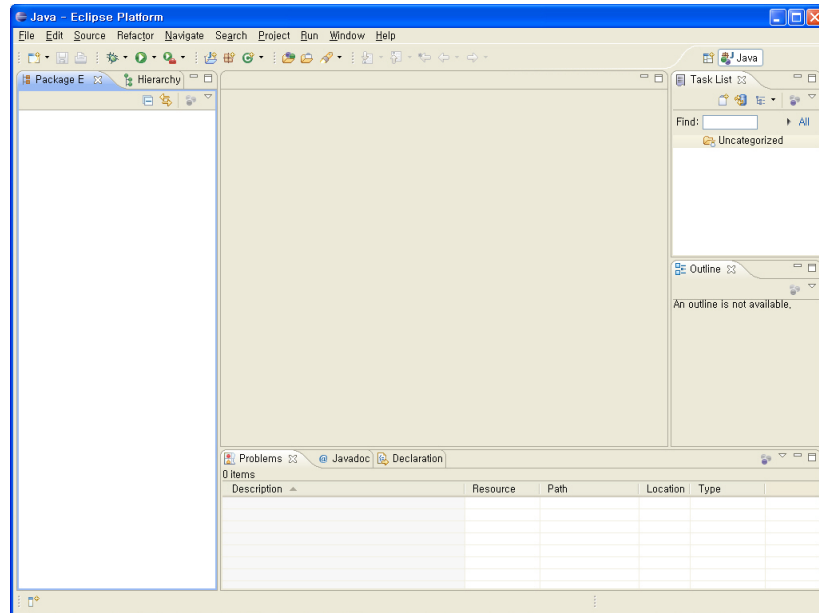 Java - Eclipse Platform
File Edit Source Refactor Navigate Search Project Run Window Help
Java
Package E Hierarchy
Task List
Find: All
Uncategorized
Outline
An outline is not available.
Problems @ Javadoc Declaration
0 items
Description Resource Path Location Type